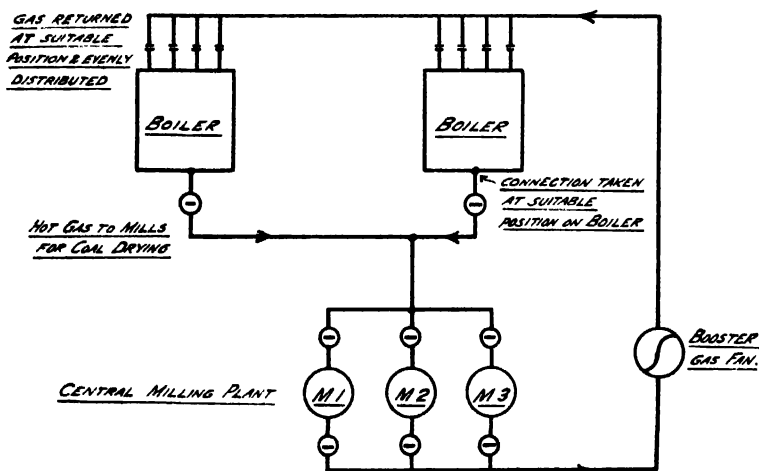 GAS RETURNED
AT SUITABLE
POSITION & EVENLY
DISTRIBUTED
BOILER
BOILER
CONNECTION TAKEN
AT SUITABLE
POSITION ON BOILER
HOT GAS TO MILLS
FOR COAL DRYING
BOOSTER
GAS FAN.
CENTRAL MILLING PLANT
M1
M2
M3